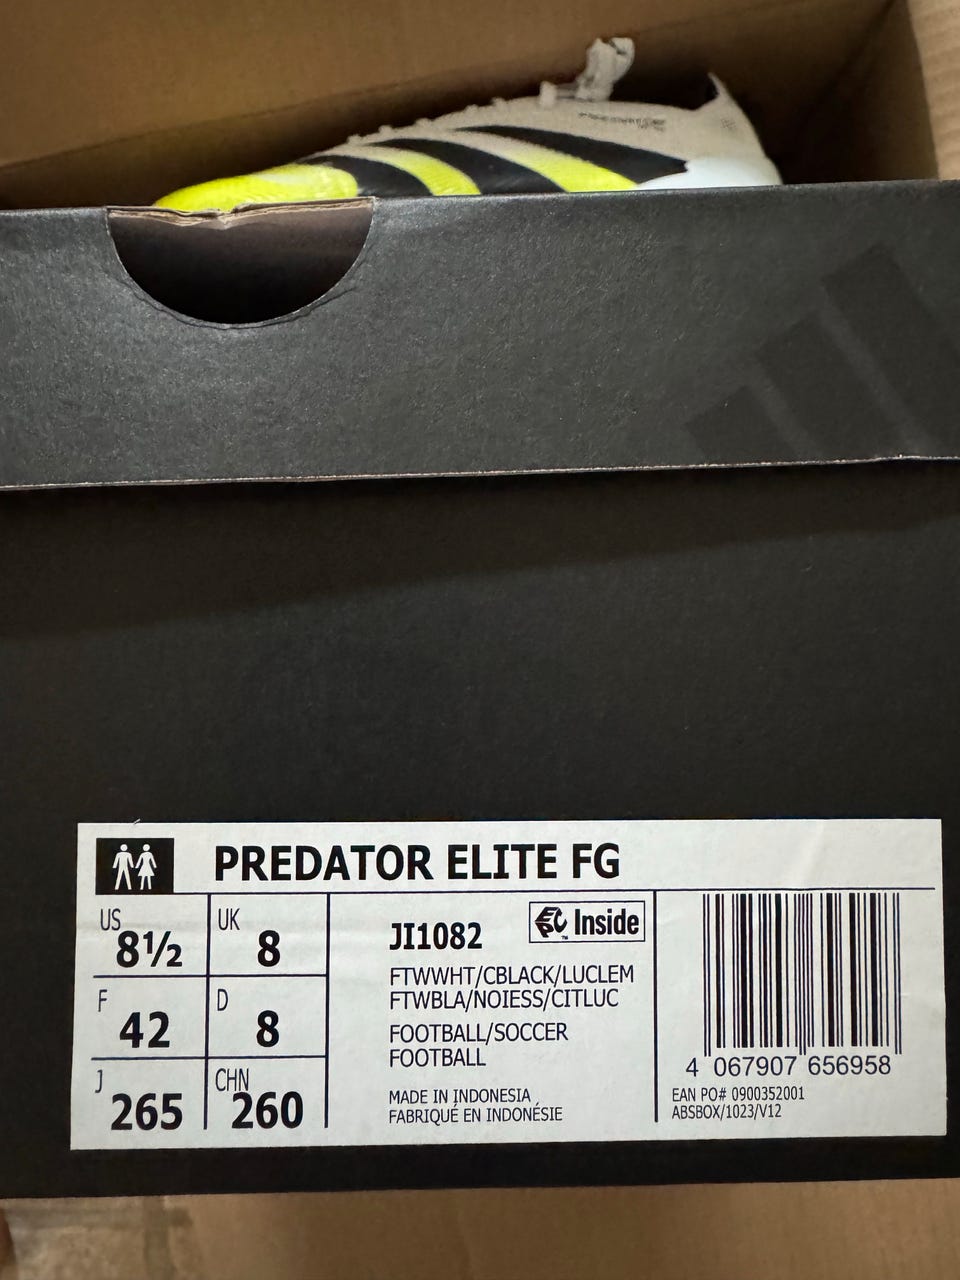 PREDATOR
PREDATOR ELITE FG
US
8½
UK
8
F
42
D
8
J
265
CHN
260
JI1082
EPC™ Inside
FTWWHT/CBLACK/LUCLEM
FTWBLA/NOIESS/CITLUC
FOOTBALL/SOCCER
FOOTBALL
MADE IN INDONESIA
FABRIQUÉ EN INDONÉSIE
4 067907 656958
EAN PO# 0900352001
ABSBOX/1023/V12